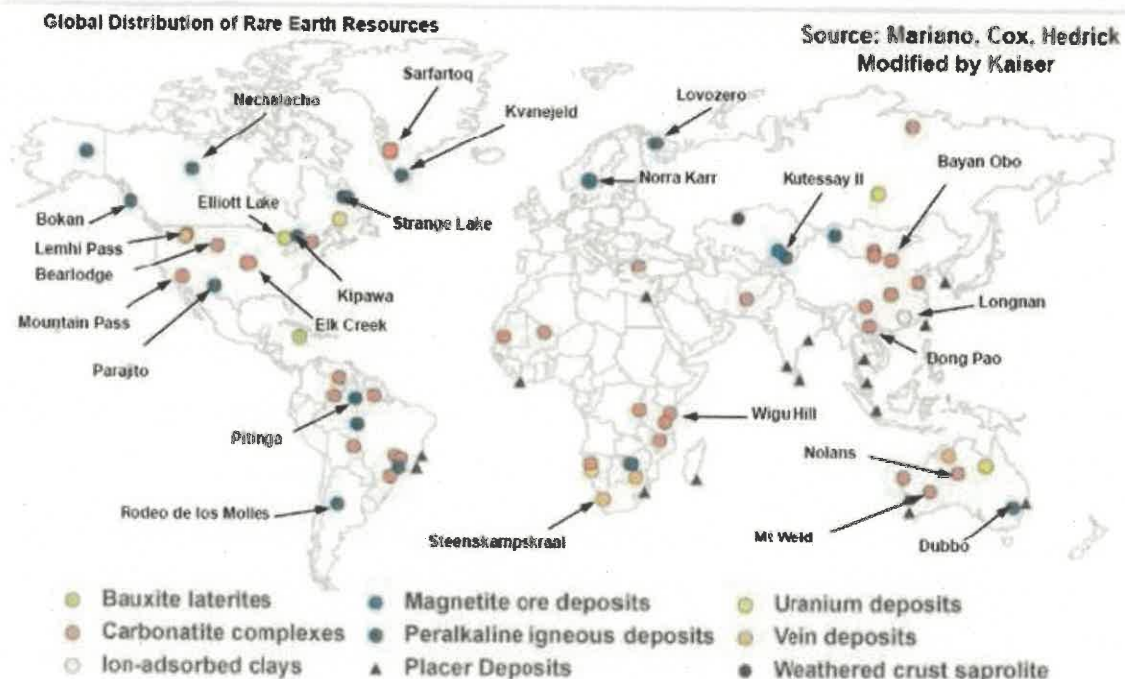 Global Distribution of Rare Earth Resources
Source: Mariano, Cox, Hedrick
Modified by Kaiser
Sarfartoq
Nechalacho
Kvanejeld
Lovozero
Bayan Obo
Norra Karr
Kutessay II
Elliott Lake
Bokan
Strange Lake
Lemhi Pass
Bearlodge
Kipawa
Longnan
Mountain Pass
Elk Creek
Dong Pao
Parajito
Wigu Hill
Pitinga
Nolans
Rodeo de los Molles
Steenskampskraal
Mt Weld
Dubbo
Bauxite laterites
Magnetite ore deposits
Uranium deposits
Carbonatite complexes
Peralkaline igneous deposits
Vein deposits
Ion-adsorbed clays
Placer Deposits
Weathered crust saprolite